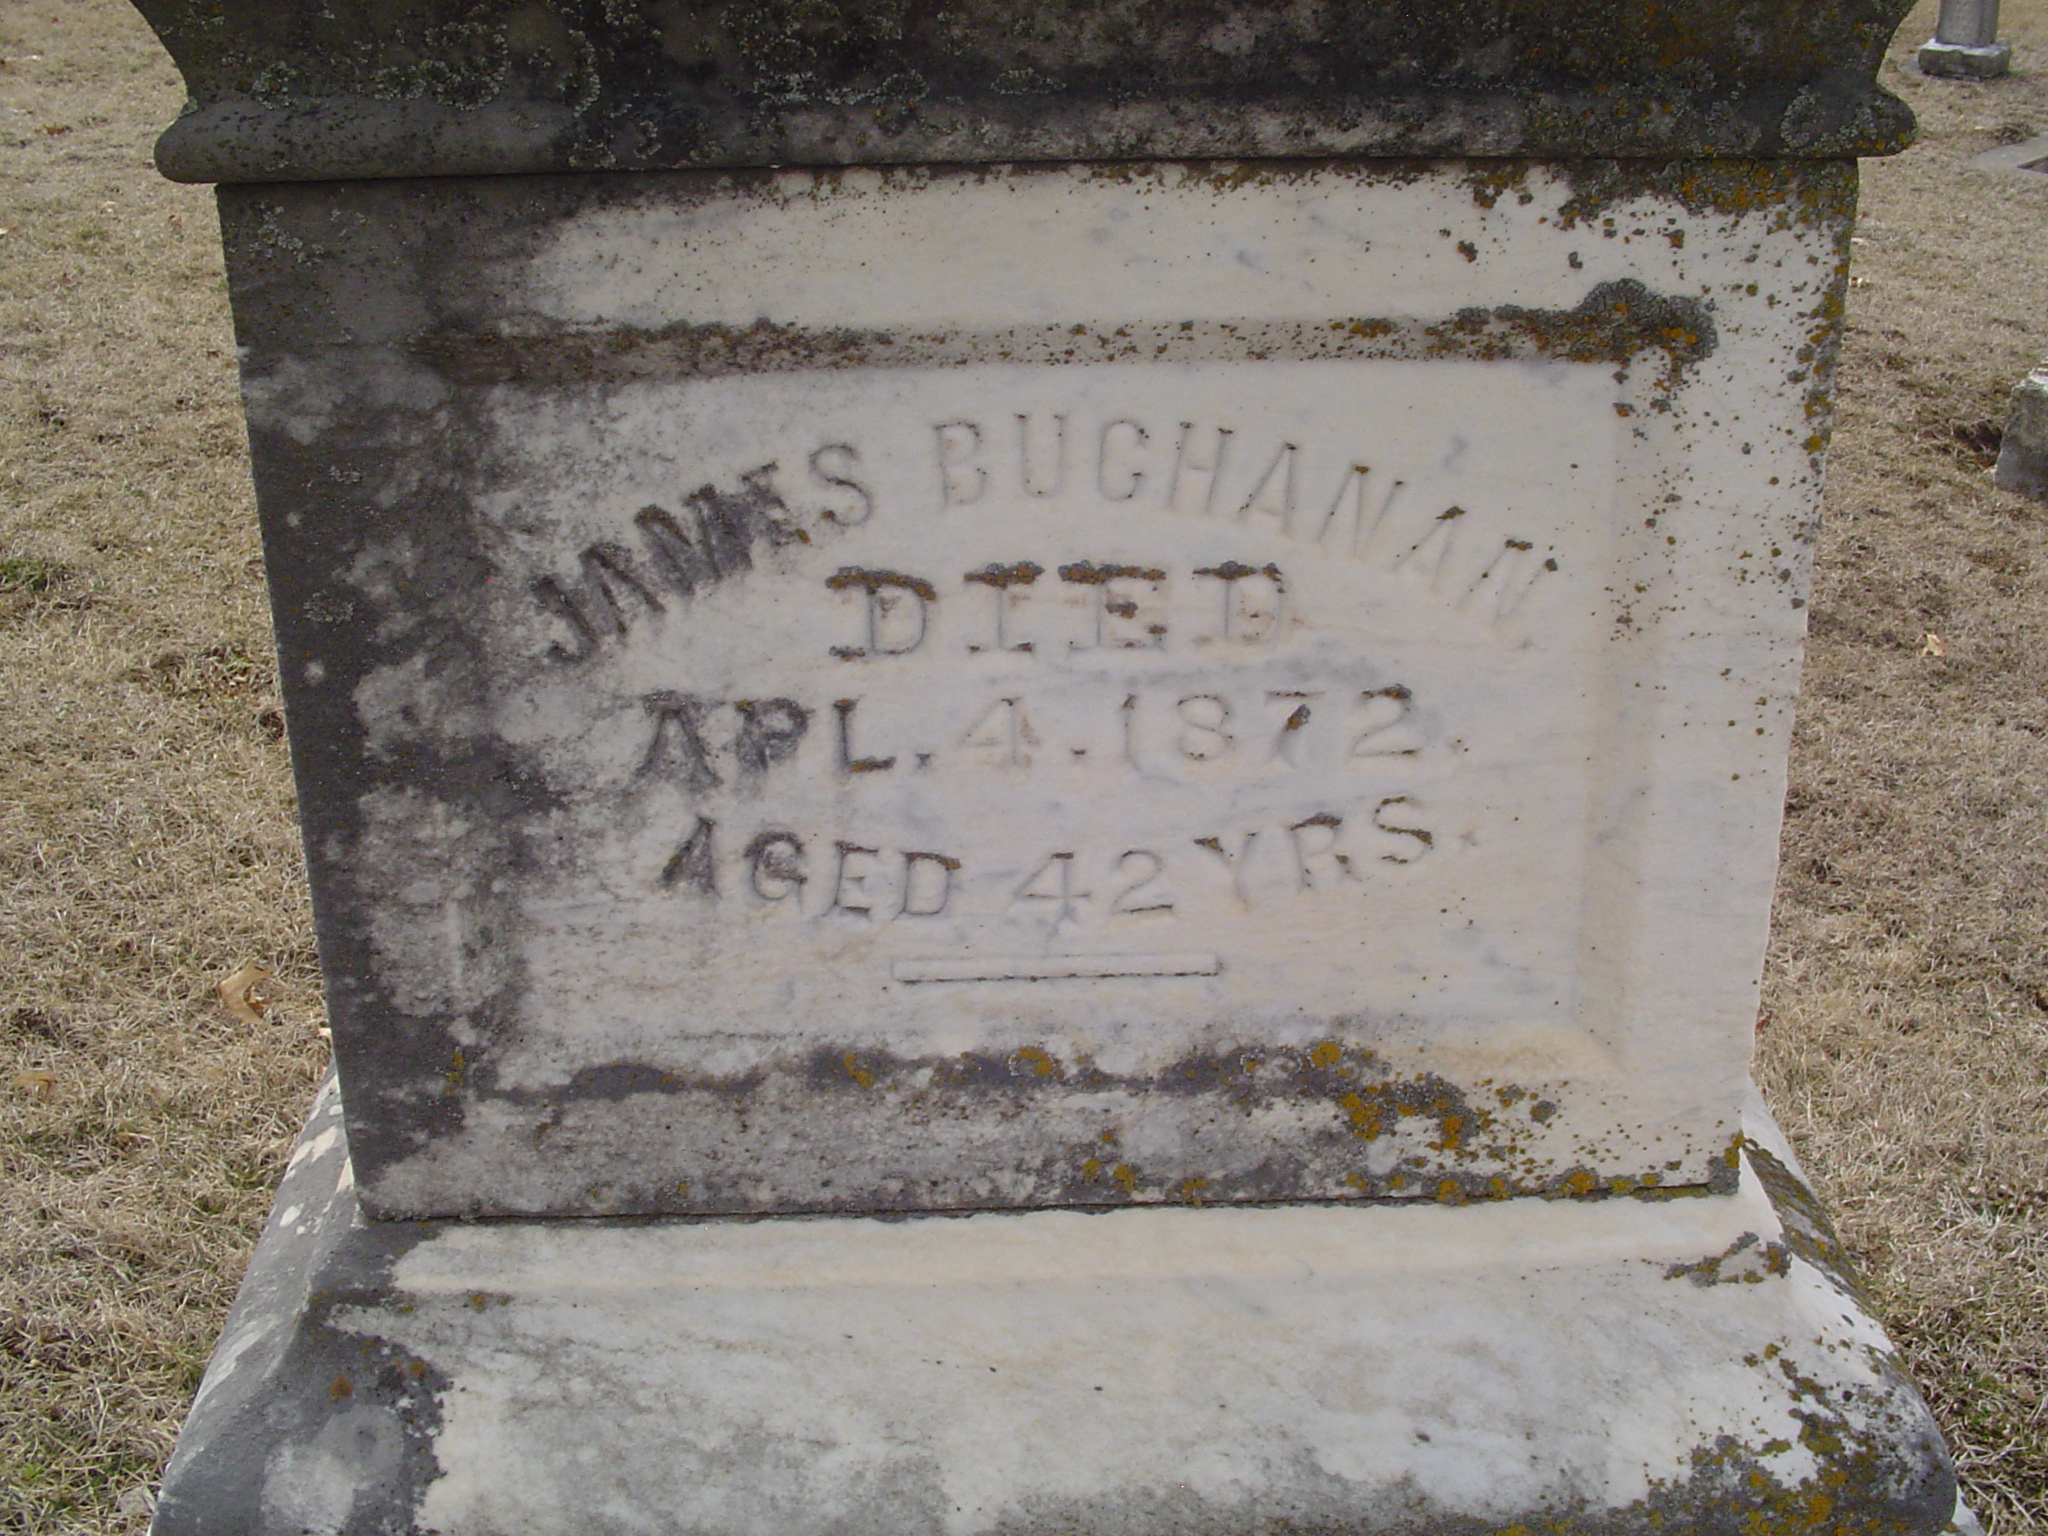 JAMES BUCHANAN.
DIED
APL. 4. 1872.
AGED 42 YRS.